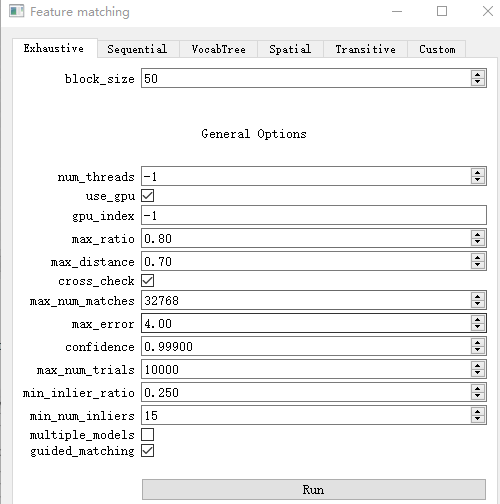 Feature matching
Exhaustive Sequential VocabTree Spatial Transitive Custom
block_size 50
General Options
num_threads -1
use_gpu
gpu_index -1
max_ratio 0.80
max_distance 0.70
cross_check
max_num_matches 32768
max_error 4.00
confidence 0.99900
max_num_trials 10000
min_inlier_ratio 0.250
min_num_inliers 15
multiple_models
guided_matching
Run